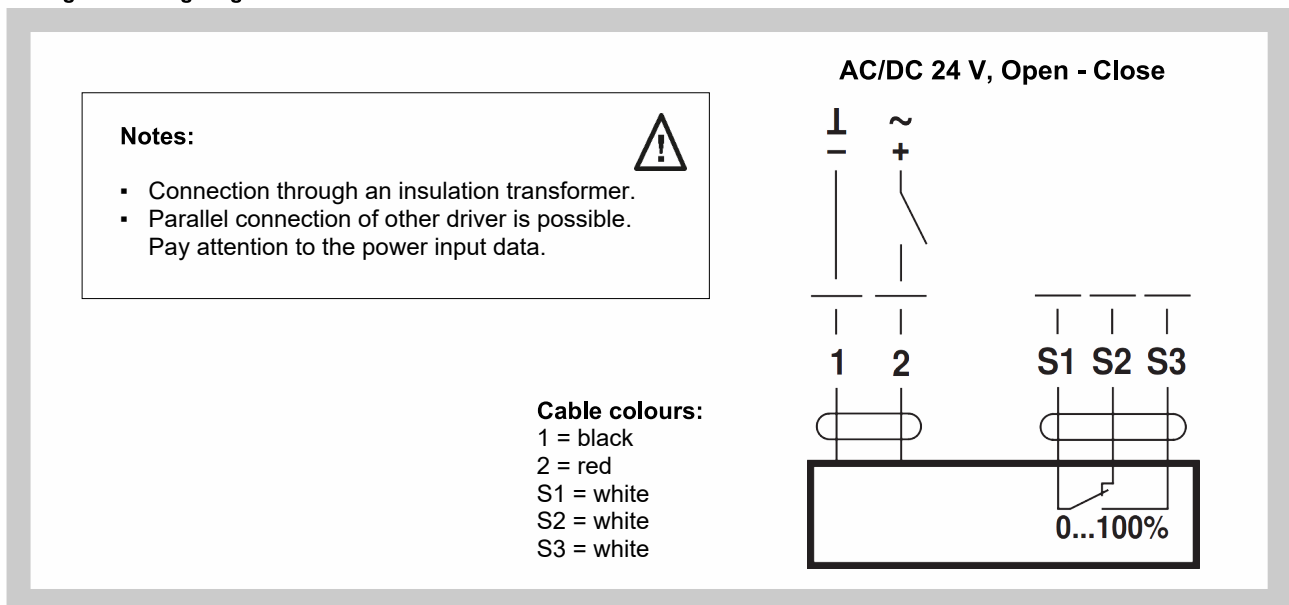 AC/DC 24 V, Open - Close
Notes:
▪ Connection through an insulation transformer.
▪ Parallel connection of other driver is possible.
Pay attention to the power input data.
⊥ ~
− +
1 2 S1 S2 S3
Cable colours:
1 = black
2 = red
S1 = white
S2 = white
S3 = white
0...100%